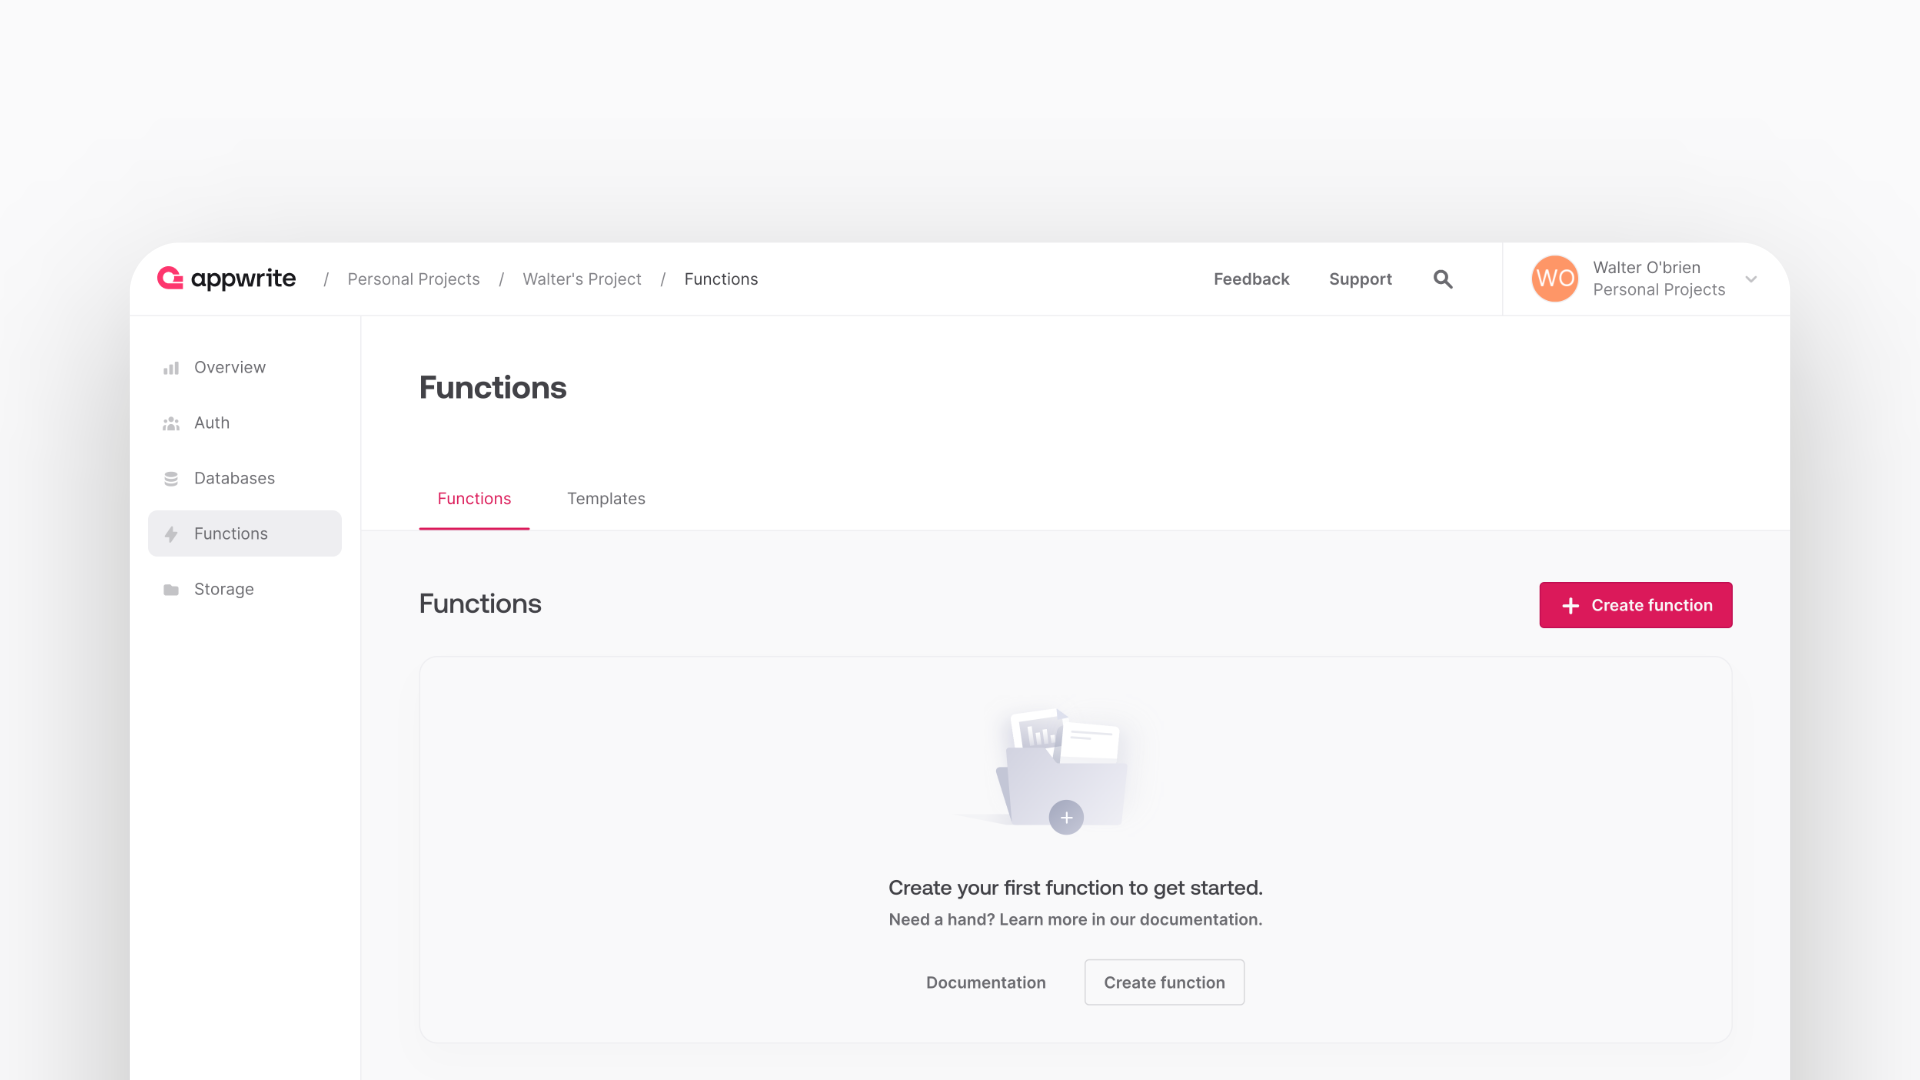 appwrite / Personal Projects / Walter's Project / Functions
Feedback Support
WO
Walter O'brien
Personal Projects
Overview
Auth
Databases
Functions
Storage
Functions
Functions Templates
Functions
+ Create function
Create your first function to get started.
Need a hand? Learn more in our documentation.
Documentation Create function